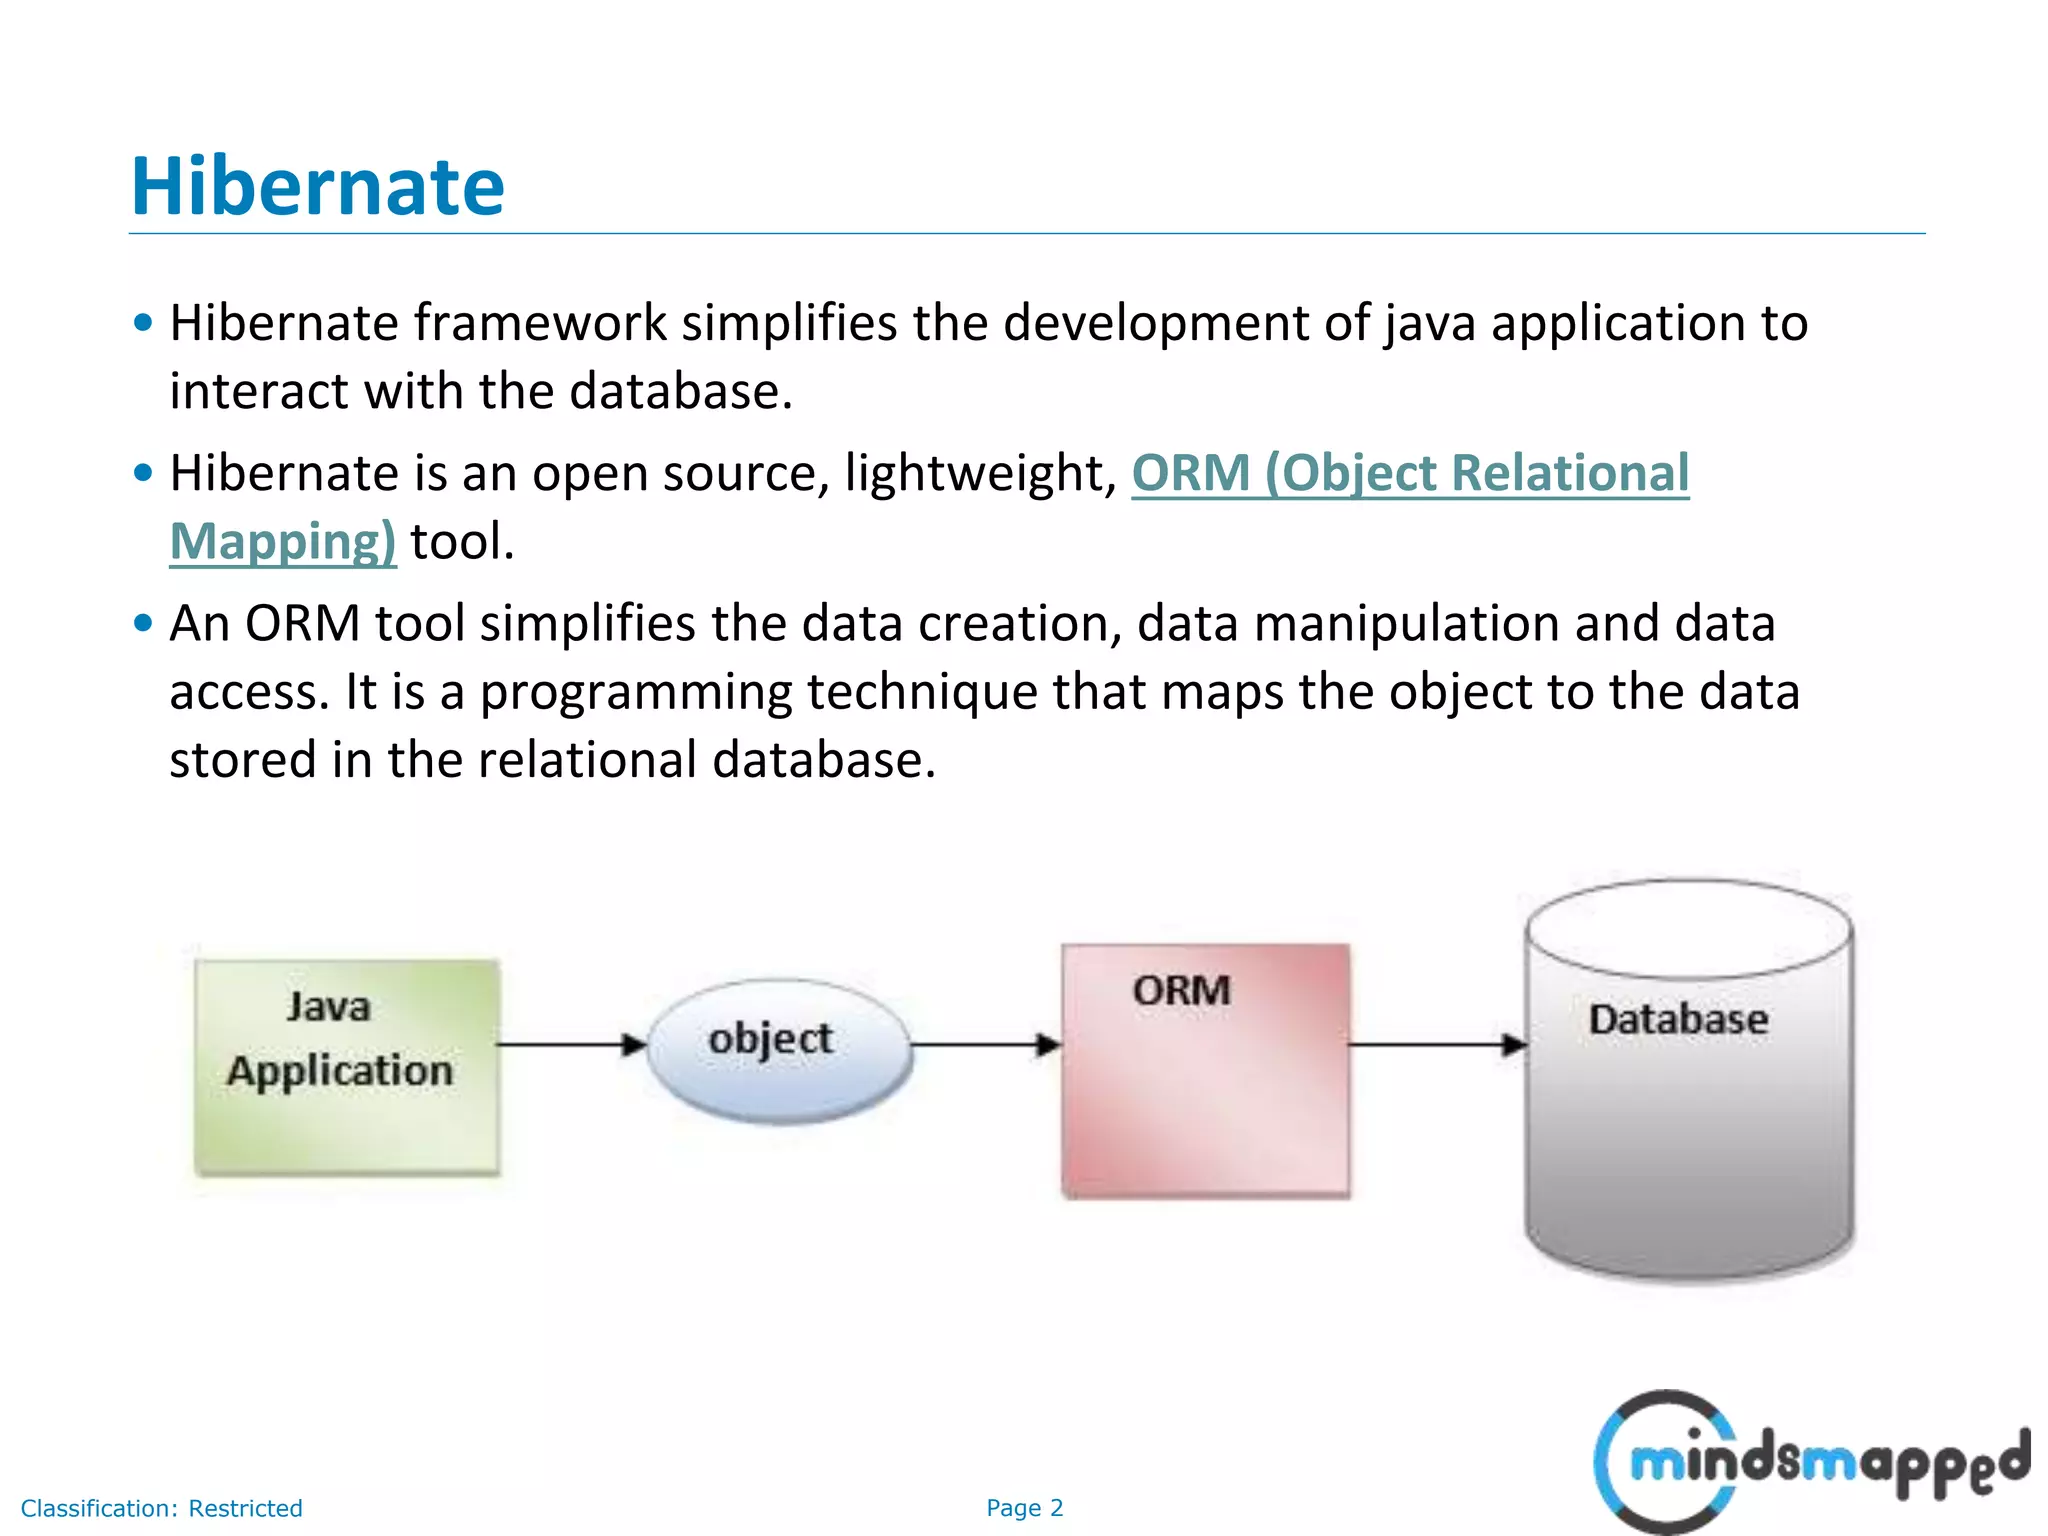 Hibernate
• Hibernate framework simplifies the development of java application to
interact with the database.
• Hibernate is an open source, lightweight, ORM (Object Relational
Mapping) tool.
• An ORM tool simplifies the data creation, data manipulation and data
access. It is a programming technique that maps the object to the data
stored in the relational database.
Java
Application
object
ORM
Database
mindsmapped
Classification: Restricted
Page 2